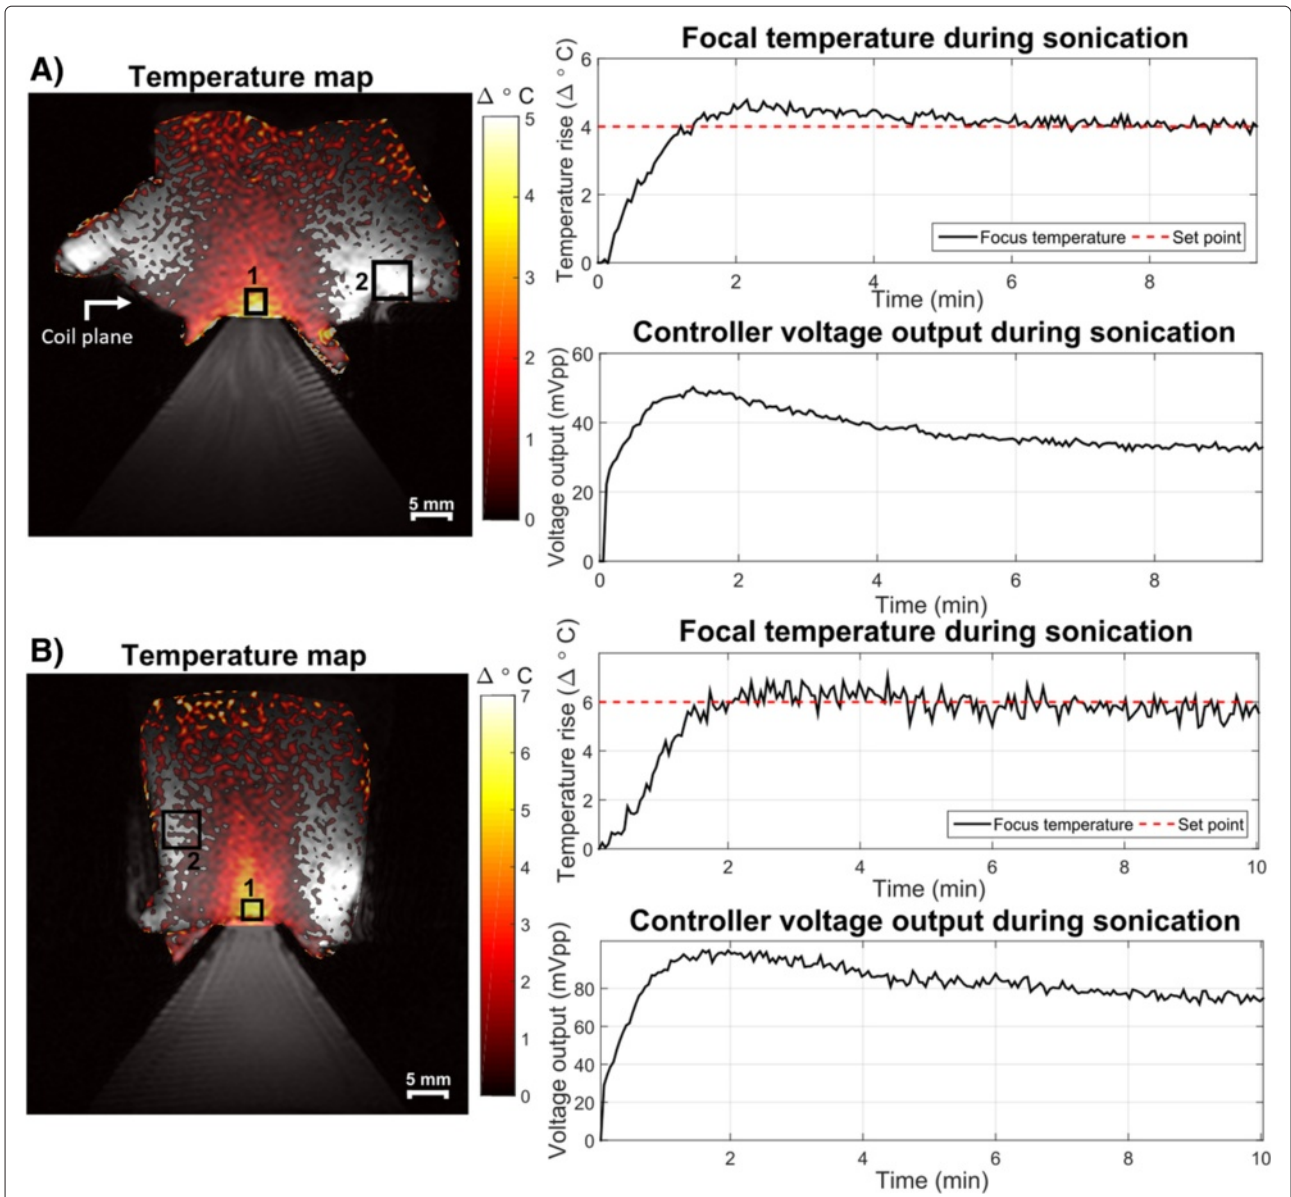 A)
Temperature map
Δ ° C
5
4
3
2
1
0
1
2
Coil plane
5 mm
Focal temperature during sonication
Temperature rise (Δ ° C)
6
4
2
0
0 2 4 6 8
Focus temperature Set point
Time (min)
Controller voltage output during sonication
Voltage output (mVpp)
60
40
20
0
0 2 4 6 8
Time (min)
B)
Temperature map
Δ ° C
7
6
5
4
3
2
1
0
2
1
5 mm
Focal temperature during sonication
Temperature rise (Δ ° C)
6
4
2
0
2 4 6 8 10
Focus temperature Set point
Time (min)
Controller voltage output during sonication
Voltage output (mVpp)
80
60
40
20
0
2 4 6 8 10
Time (min)